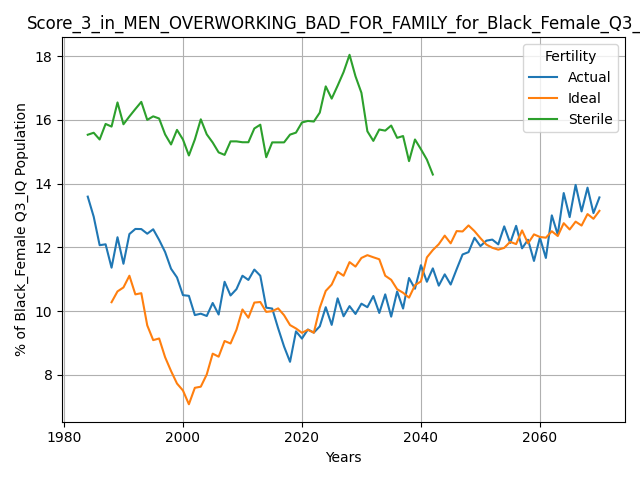 Score_3_in_MEN_OVERWORKING_BAD_FOR_FAMILY_for_Black_Female_Q3_
% of Black_Female Q3_IQ Population
18
16
14
12
10
8
Fertility
Actual
Ideal
Sterile
1980
2000
2020
2040
2060
Years